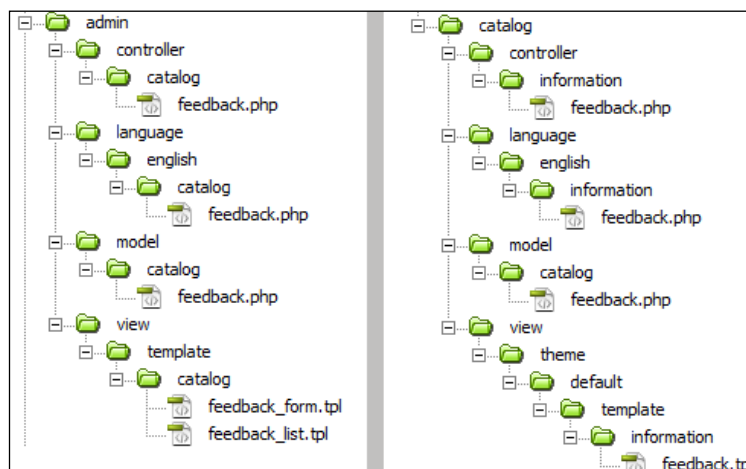 admin
controller
catalog
feedback.php
language
english
catalog
feedback.php
model
catalog
feedback.php
view
template
catalog
feedback_form.tpl
feedback_list.tpl
catalog
controller
information
feedback.php
language
english
information
feedback.php
model
catalog
feedback.php
view
theme
default
template
information